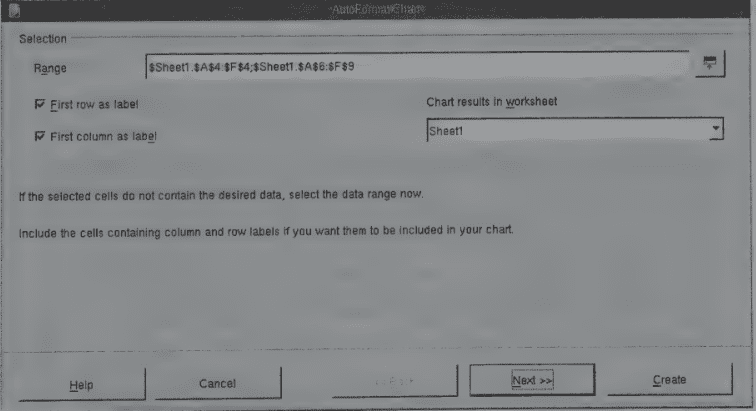 AutoFormat Chart
Selection
Range
$Sheet1.$A$4:$F$4;$Sheet1.$A$6:$F$9
First row as label
Chart results in worksheet
First column as label
Sheet1
If the selected cells do not contain the desired data, select the data range now.
Include the cells containing column and row labels if you want them to be included in your chart.
Help
Cancel
Next >>
Create